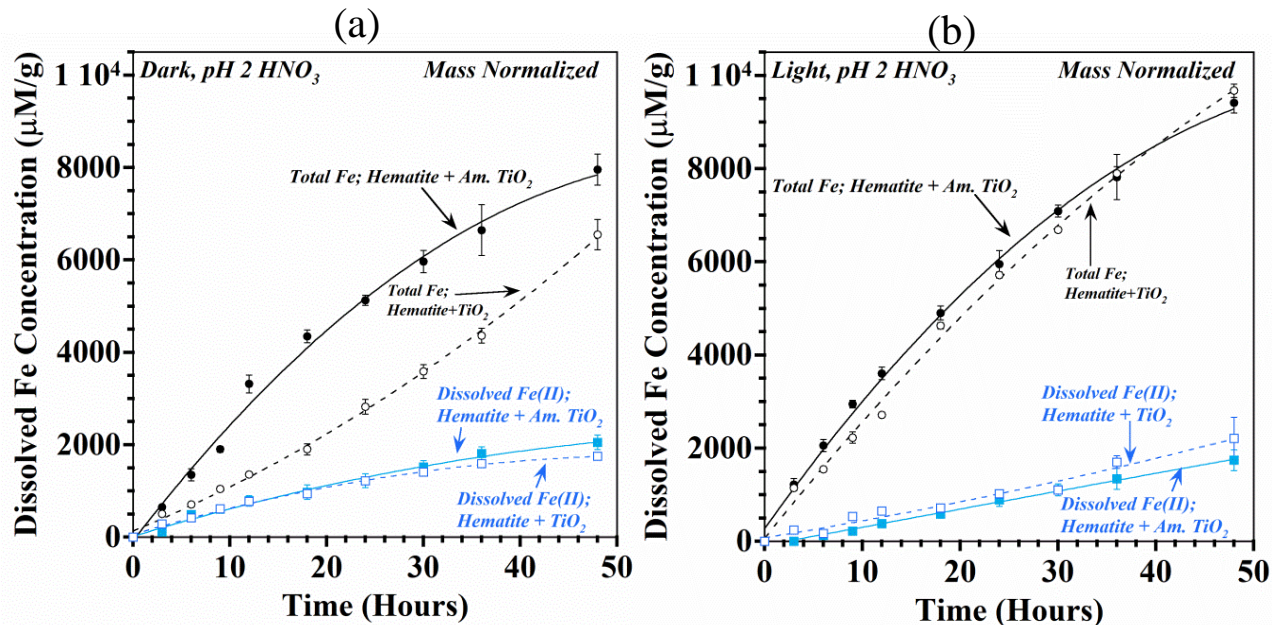 (a)
Dark, pH 2 HNO3
Mass Normalized
Dissolved Fe Concentration (μM/g)
1 10^4
8000
6000
4000
2000
0
Total Fe; Hematite + Am. TiO2
Total Fe;
Hematite+TiO2
Dissolved Fe(II);
Hematite + Am. TiO2
Dissolved Fe(II);
Hematite + TiO2
0 10 20 30 40 50
Time (Hours)
(b)
Light, pH 2 HNO3
Mass Normalized
Dissolved Fe Concentration (μM/g)
1 10^4
8000
6000
4000
2000
0
Total Fe; Hematite + Am. TiO2
Total Fe;
Hematite+TiO2
Dissolved Fe(II);
Hematite + TiO2
Dissolved Fe(II);
Hematite + Am. TiO2
0 10 20 30 40 50
Time (Hours)